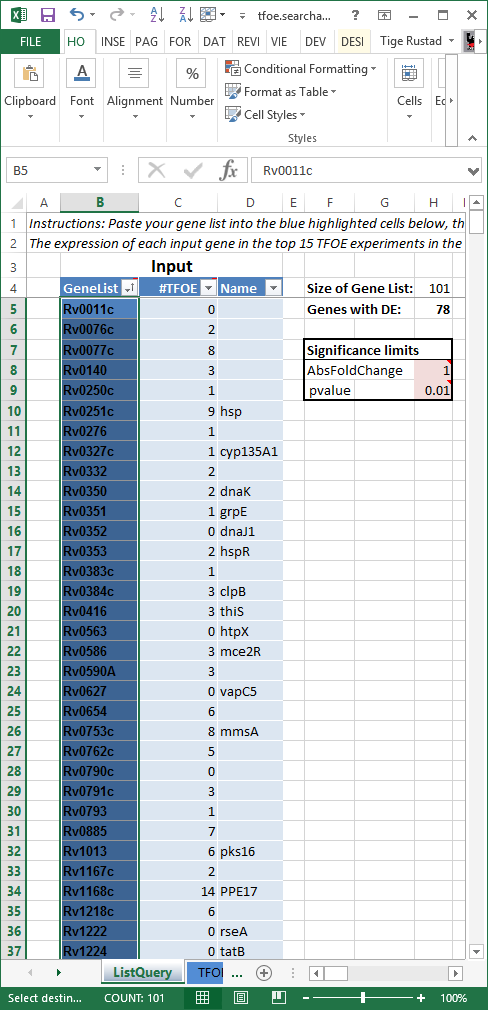 tfoe.searcha...
FILE HO INSE PAG FOR DAT REVI VIE DEV DESI Tige Rustad
Clipboard Font Alignment Number Conditional Formatting Format as Table Cell Styles Cells
Styles
B5 fx Rv0011c
A B C D E F G H
1 Instructions: Paste your gene list into the blue highlighted cells below, th
2 The expression of each input gene in the top 15 TFOE experiments in the
3 Input
4 GeneList #TFOE Name Size of Gene List: 101
5 Rv0011c 0 Genes with DE: 78
6 Rv0076c 2
7 Rv0077c 8 Significance limits
8 Rv0140 3 AbsFoldChange 1
9 Rv0250c 1 pvalue 0.01
10 Rv0251c 9 hsp
11 Rv0276 1
12 Rv0327c 1 cyp135A1
13 Rv0332 2
14 Rv0350 2 dnaK
15 Rv0351 1 grpE
16 Rv0352 0 dnaJ1
17 Rv0353 2 hspR
18 Rv0383c 1
19 Rv0384c 3 clpB
20 Rv0416 3 thiS
21 Rv0563 0 htpX
22 Rv0586 3 mce2R
23 Rv0590A 3
24 Rv0627 0 vapC5
25 Rv0654 6
26 Rv0753c 8 mmsA
27 Rv0762c 5
28 Rv0790c 0
29 Rv0791c 3
30 Rv0793 1
31 Rv0885 7
32 Rv1013 6 pks16
33 Rv1167c 2
34 Rv1168c 14 PPE17
35 Rv1218c 6
36 Rv1222 0 rseA
37 Rv1224 0 tatB
ListQuery TFO ...
Select destin... COUNT: 101 100%